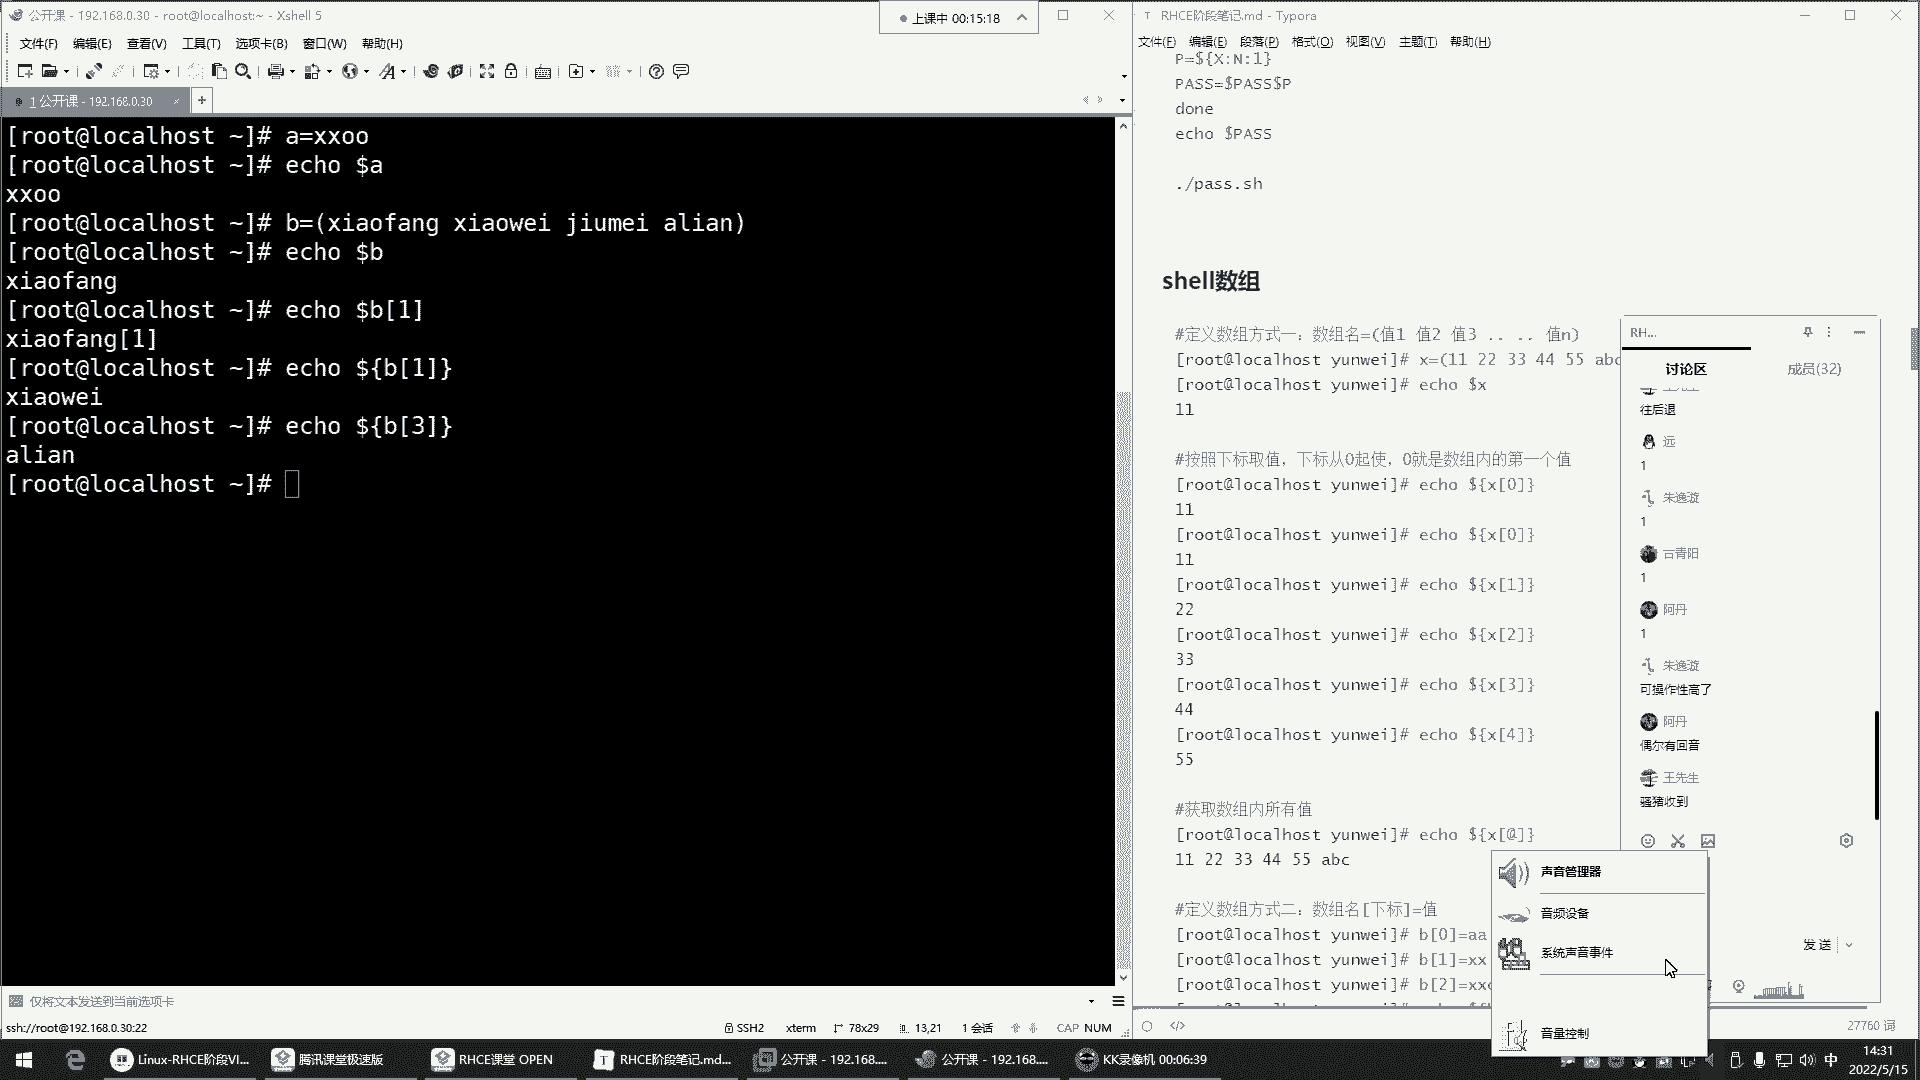 公开课 - 192.168.0.30 - root@localhost:~ - Xshell 5
上课中 00:15:18
文件(F) 编辑(E) 查看(V) 工具(T) 选项卡(B) 窗口(W) 帮助(H)
1 公开课 - 192.168.0.30 × +
[root@localhost ~]# a=xxoo
[root@localhost ~]# echo $a
xxoo
[root@localhost ~]# b=(xiaofang xiaowei jiumei alian)
[root@localhost ~]# echo $b
xiaofang
[root@localhost ~]# echo $b[1]
xiaofang[1]
[root@localhost ~]# echo ${b[1]}
xiaowei
[root@localhost ~]# echo ${b[3]}
alian
[root@localhost ~]#
仅将文本发送到当前选项卡
ssh://root@192.168.0.30:22 SSH2 xterm 78x29 13,21 1 会话 CAP NUM
RHCE阶段笔记.md - Typora
文件(F) 编辑(E) 段落(P) 格式(O) 视图(V) 主题(T) 帮助(H)
P=${X:N:1}
PASS=$PASS$P
done
echo $PASS
./pass.sh
shell数组
#定义数组方式一：数组名=(值1 值2 值3 .. .. 值n)
[root@localhost yunwei]# x=(11 22 33 44 55 abc
[root@localhost yunwei]# echo $x
11
#按照下标取值，下标从0起使，0就是数组内的第一个值
[root@localhost yunwei]# echo ${x[0]}
11
[root@localhost yunwei]# echo ${x[0]}
11
[root@localhost yunwei]# echo ${x[1]}
22
[root@localhost yunwei]# echo ${x[2]}
33
[root@localhost yunwei]# echo ${x[3]}
44
[root@localhost yunwei]# echo ${x[4]}
55
#获取数组内所有值
[root@localhost yunwei]# echo ${x[@]}
11 22 33 44 55 abc
#定义数组方式二：数组名[下标]=值
[root@localhost yunwei]# b[0]=aa
[root@localhost yunwei]# b[1]=xx
[root@localhost yunwei]# b[2]=xx
27760 词
RH...
讨论区 成员(32)
往后退
远
1
朱逸漩
1
云青阳
1
阿丹
1
朱逸漩
可操作性高了
阿丹
偶尔有回音
王先生
骚猪收到
发送
声音管理器
音频设备
系统声音事件
音量控制
Linux-RHCE阶段VI... 腾讯课堂极速版 RHCE课堂 OPEN RHCE阶段笔记.md... 公开课 - 192.168.... 公开课 - 192.168.... KK录像机 00:06:39 中
14:31
2022/5/15